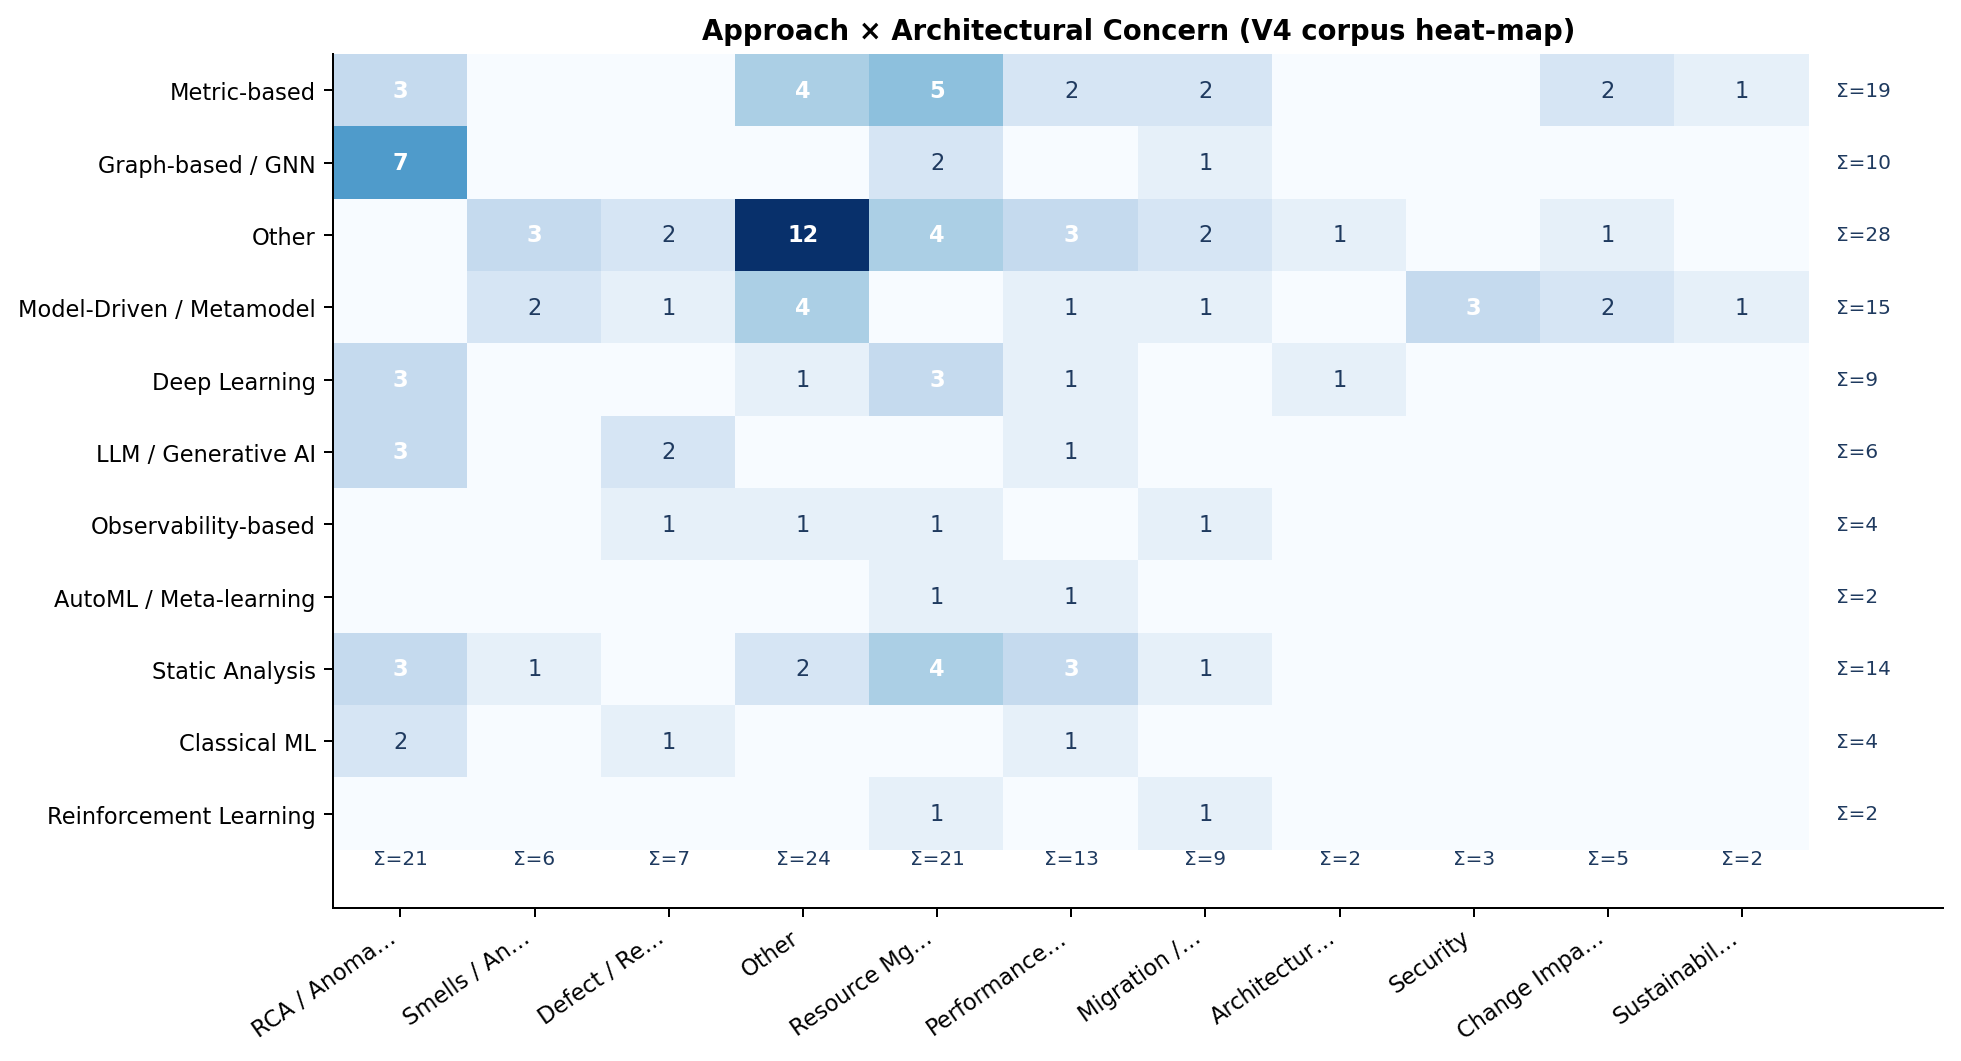 Approach × Architectural Concern (V4 corpus heat-map)
Metric-based 3 4 5 2 2 2 1 Σ=19
Graph-based / GNN 7 2 1 Σ=10
Other 3 2 12 4 3 2 1 1 Σ=28
Model-Driven / Metamodel 2 1 4 1 1 3 2 1 Σ=15
Deep Learning 3 1 3 1 1 Σ=9
LLM / Generative AI 3 2 1 Σ=6
Observability-based 1 1 1 1 Σ=4
AutoML / Meta-learning 1 1 Σ=2
Static Analysis 3 1 2 4 3 1 Σ=14
Classical ML 2 1 1 Σ=4
Reinforcement Learning 1 1 Σ=2
Σ=21 Σ=6 Σ=7 Σ=24 Σ=21 Σ=13 Σ=9 Σ=2 Σ=3 Σ=5 Σ=2
RCA / Anoma...
Smells / An...
Defect / Re...
Other
Resource Mg...
Performance...
Migration /...
Architectur...
Security
Change Impa...
Sustainabil...